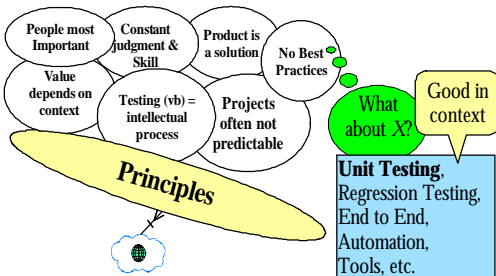 People most
Important
Constant
judgment &
Skill
Product is
a solution
No Best
Practices
Value
depends on
context
Testing (vb) =
intellectual
process
Projects
often not
predictable
Principles
What
about X?
Good in
context
Unit Testing,
Regression Testing,
End to End,
Automation,
Tools, etc.